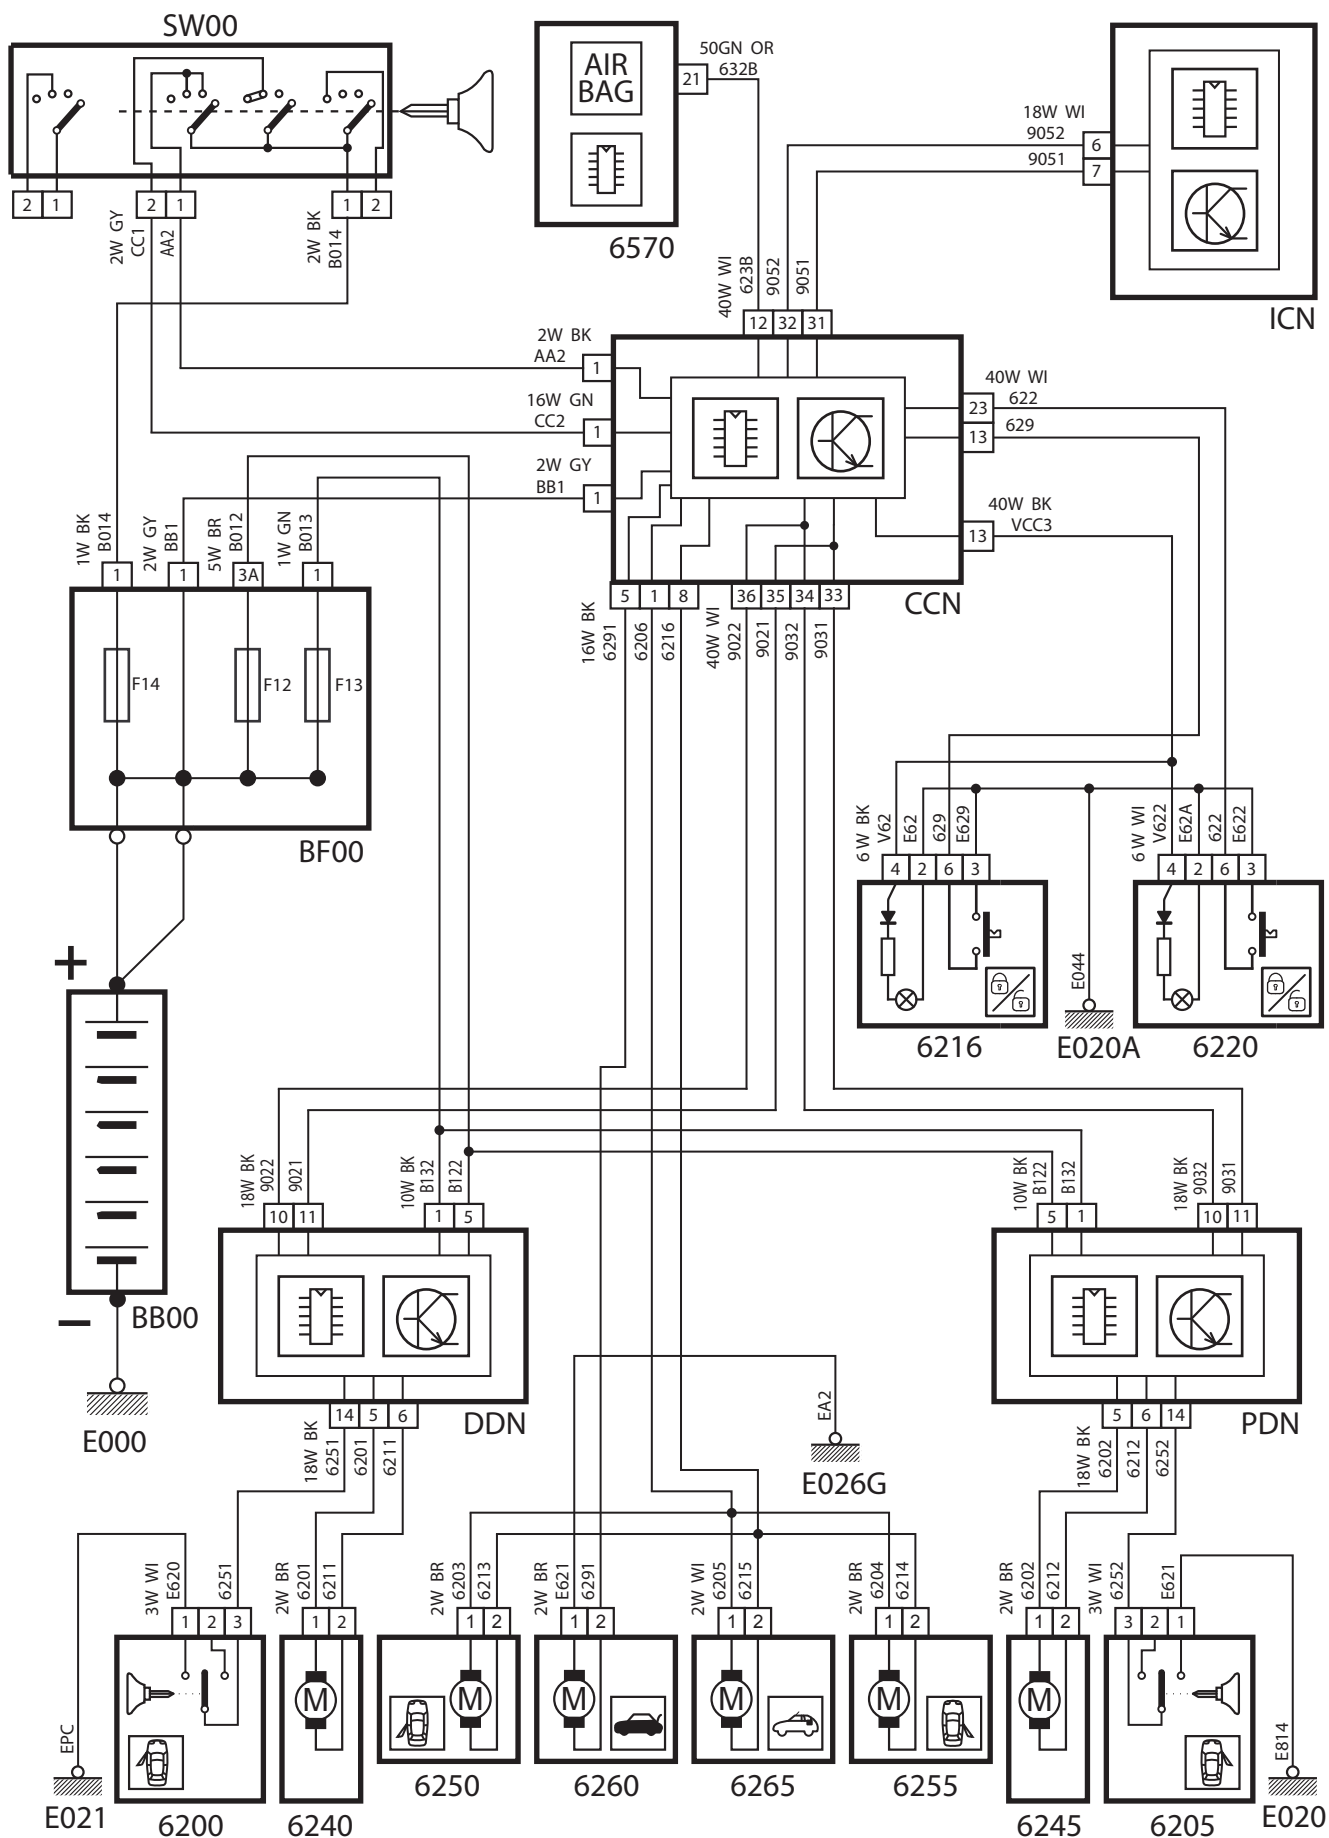 SW00
2 1
2 1
1 2
2W GY
CC1
AA2
2W BK
B014
AIR
BAG
21
50GN OR
632B
6570
18W WI
9052
9051
6
7
ICN
40W WI
623B
9052
9051
12 32 31
2W BK
AA2
1
16W GN
CC2
1
2W GY
BB1
1
40W WI
23 622
13 629
40W BK
13 VCC3
CCN
5 1 8
36 35 34 33
16W BK
6291
6206
6216
40W WI
9022
9021
9032
9031
1W BK
B014
2W GY
BB1
5W BR
B012
1W GN
B013
1 1 3A 1
F14 F12 F13
BF00
6 W BK
V62
E62
629
E629
4 2 6 3
6216
E044
E020A
6 W WI
V622
E62A
622
E622
4 2 6 3
6220
+
−
BB00
E000
18W BK
9022
9021
10 11
10W BK
B132
B122
1 5
DDN
14 5 6
18W BK
6251
6201
6211
10W BK
B122
B132
5 1
18W BK
9032
9031
10 11
PDN
5 6 14
18W BK
6202
6212
6252
EA2
E026G
EPC
E021
3W WI
E620
6251
1 2 3
6200
2W BR
6201
6211
1 2
M
6240
2W BR
6203
6213
1 2
M
6250
2W BR
E621
6291
1 2
M
6260
2W WI
6205
6215
1 2
M
6265
2W BR
6204
6214
1 2
M
6255
2W BR
6202
6212
1 2
M
6245
3W WI
6252
E621
3 2 1
6205
E814
E020